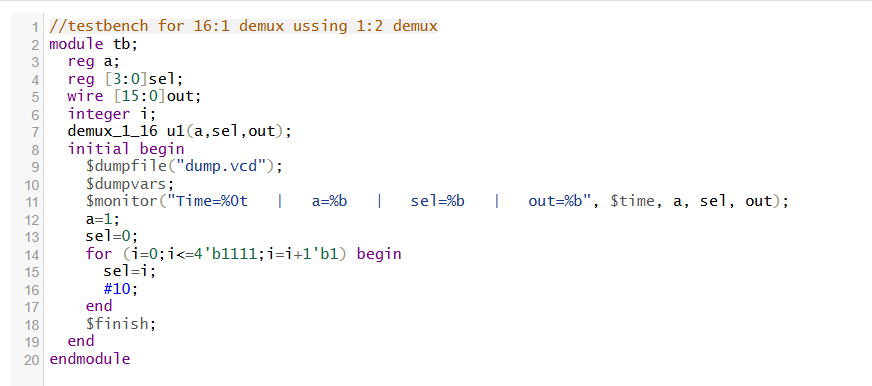 1 //testbench for 16:1 demux ussing 1:2 demux
2 module tb;
3 reg a;
4 reg [3:0]sel;
5 wire [15:0]out;
6 integer i;
7 demux_1_16 u1(a,sel,out);
8 initial begin
9 $dumpfile("dump.vcd");
10 $dumpvars;
11 $monitor("Time=%0t | a=%b | sel=%b | out=%b", $time, a, sel, out);
12 a=1;
13 sel=0;
14 for (i=0;i<=4'b1111;i=i+1'b1) begin
15 sel=i;
16 #10;
17 end
18 $finish;
19 end
20 endmodule